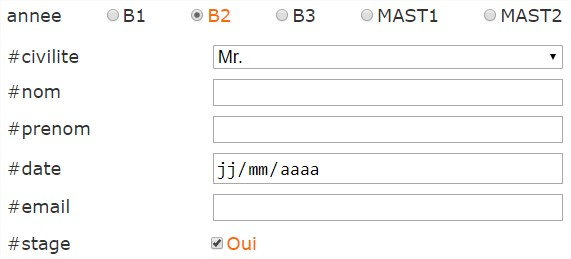 annee B1 B2 B3 MAST1 MAST2
#civilite Mr.
#nom
#prenom
#date jj/mm/aaaa
#email
#stage Oui